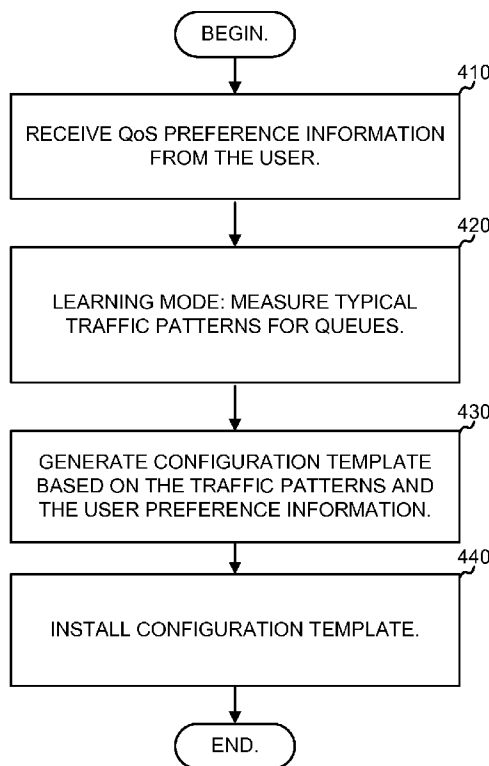 BEGIN.
410
RECEIVE QoS PREFERENCE INFORMATION
FROM THE USER.
420
LEARNING MODE: MEASURE TYPICAL
TRAFFIC PATTERNS FOR QUEUES.
430
GENERATE CONFIGURATION TEMPLATE
BASED ON THE TRAFFIC PATTERNS AND
THE USER PREFERENCE INFORMATION.
440
INSTALL CONFIGURATION TEMPLATE.
END.